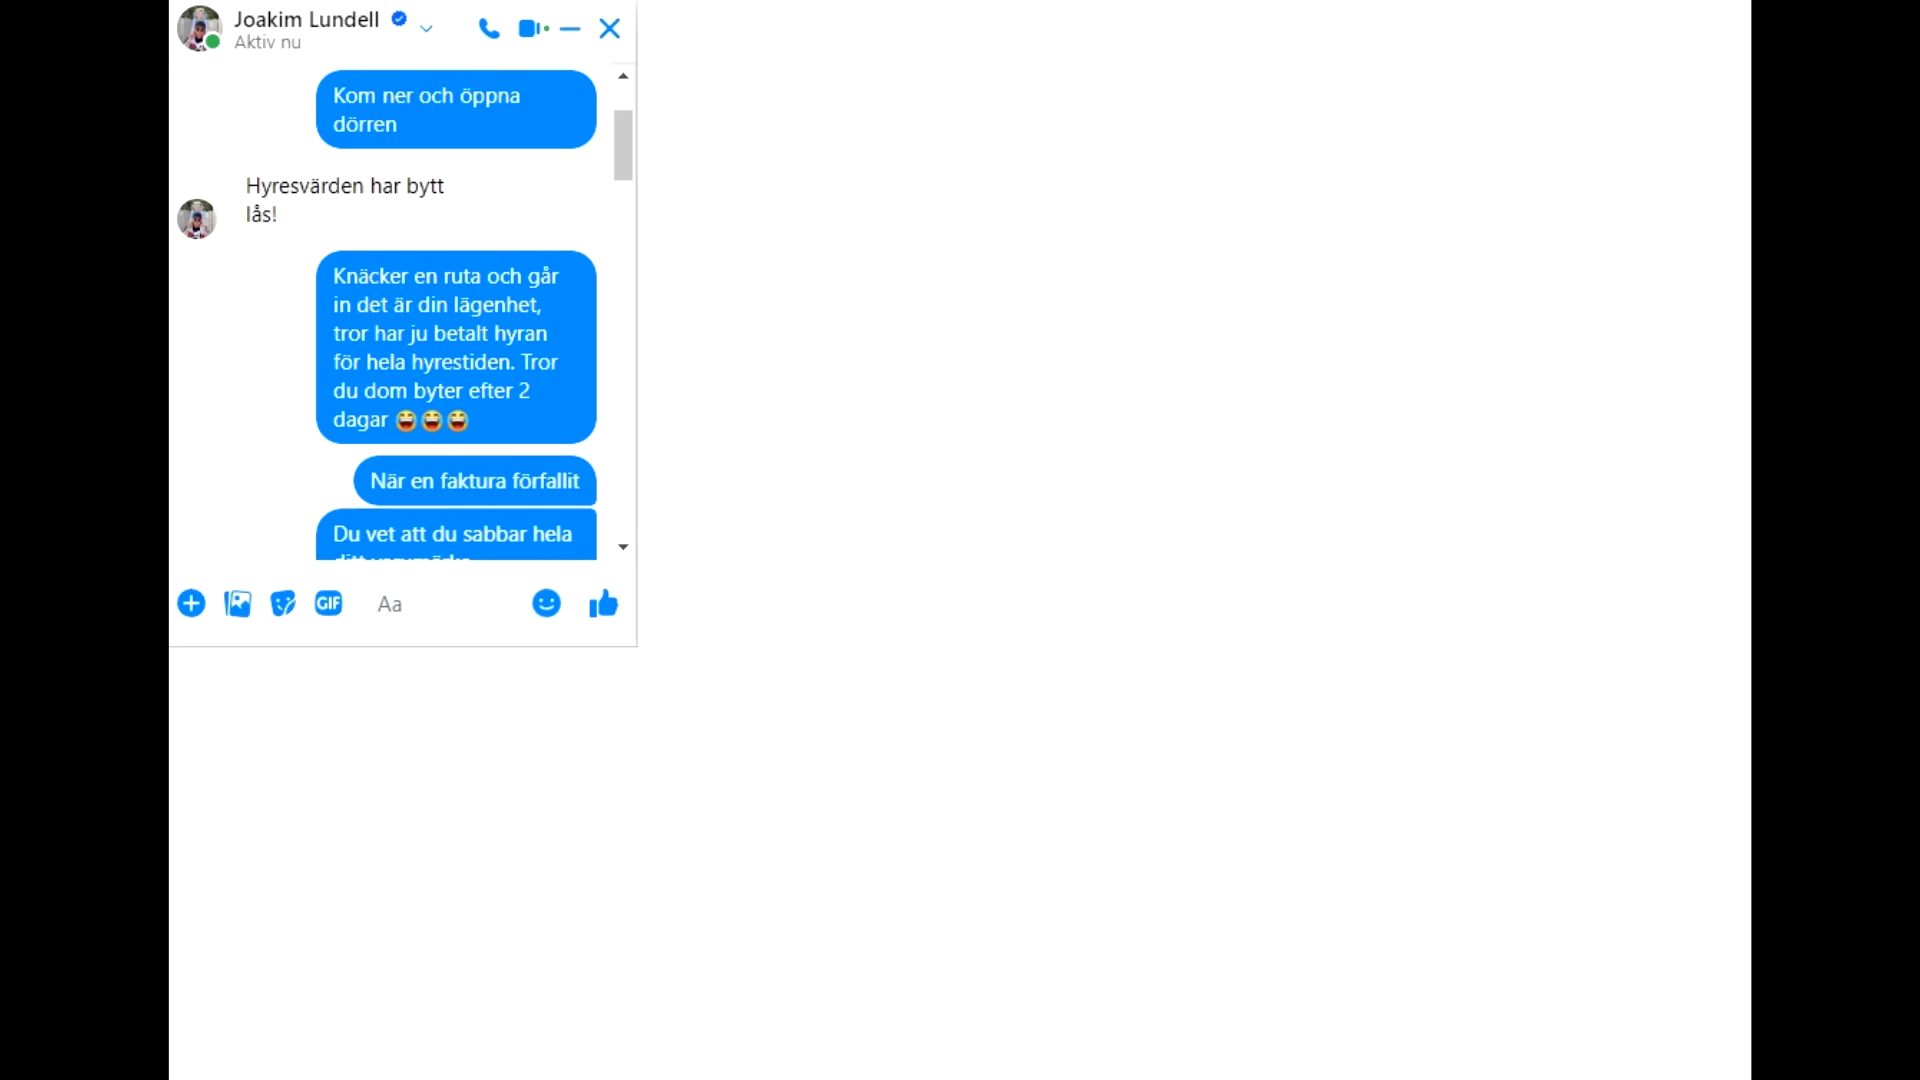 Joakim Lundell
Aktiv nu
Kom ner och öppna
dörren
Hyresvärden har bytt
lås!
Knäcker en ruta och går
in det är din lägenhet,
tror har ju betalt hyran
för hela hyrestiden. Tror
du dom byter efter 2
dagar 😂😂😂
När en faktura förfallit
Du vet att du sabbar hela
GIF
Aa